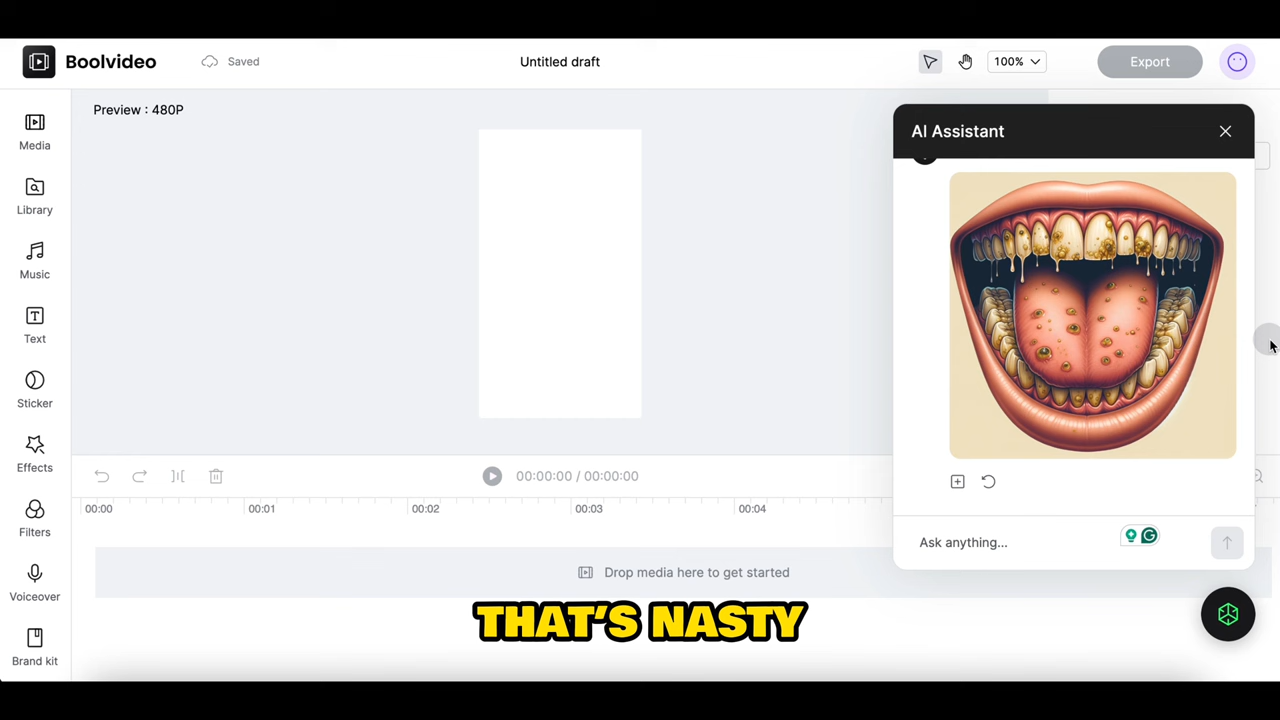 Boolvideo
Saved
Untitled draft
100%
Export
Preview : 480P
AI Assistant
Media
Library
Music
Text
Sticker
Effects
Filters
Voiceover
Brand kit
00:00:00 / 00:00:00
00:00
00:01
00:02
00:03
00:04
Ask anything...
Drop media here to get started
THAT'S NASTY